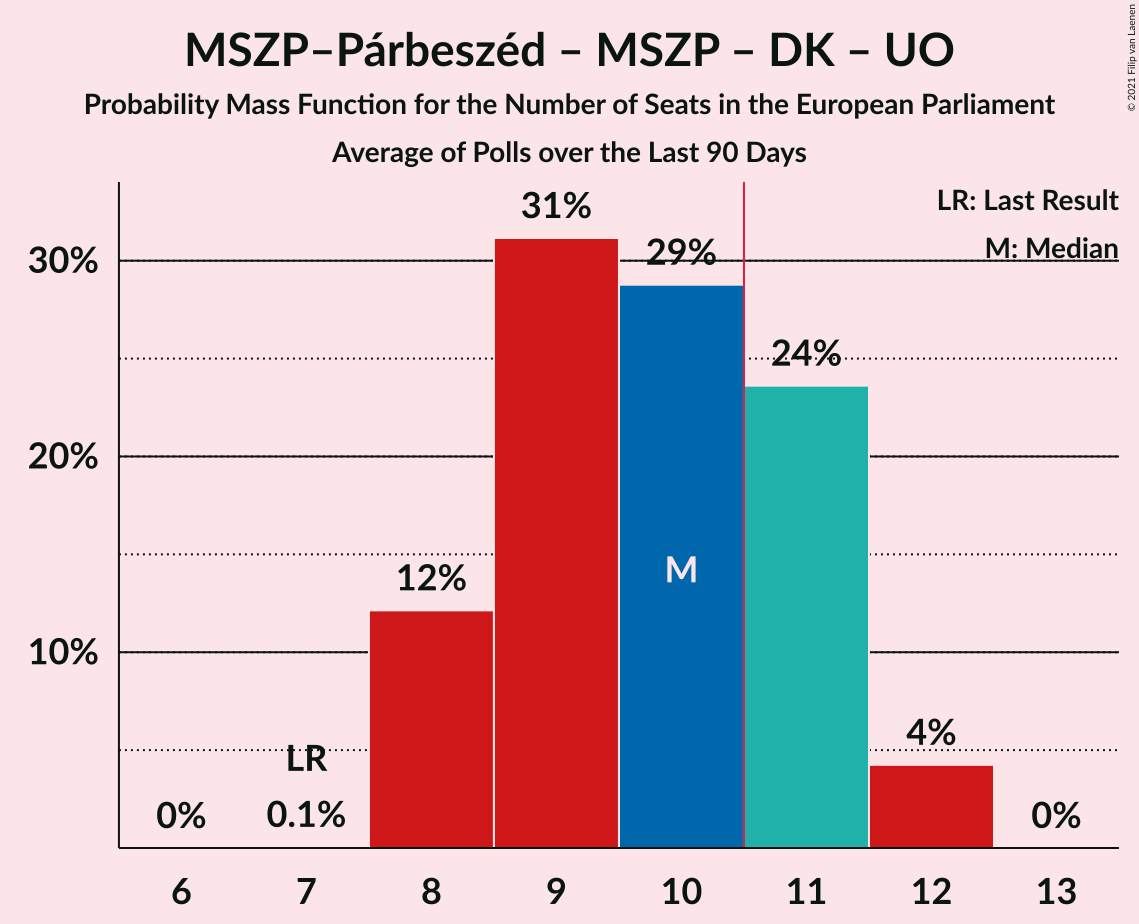 MSZP–Párbeszéd – MSZP – DK – UO
Probability Mass Function for the Number of Seats in the European Parliament
Average of Polls over the Last 90 Days
© 2021 Filip van Laenen
LR: Last Result
M: Median
30%
20%
10%
0%
LR
0.1%
12%
31%
29%
M
24%
4%
0%
6 7 8 9 10 11 12 13